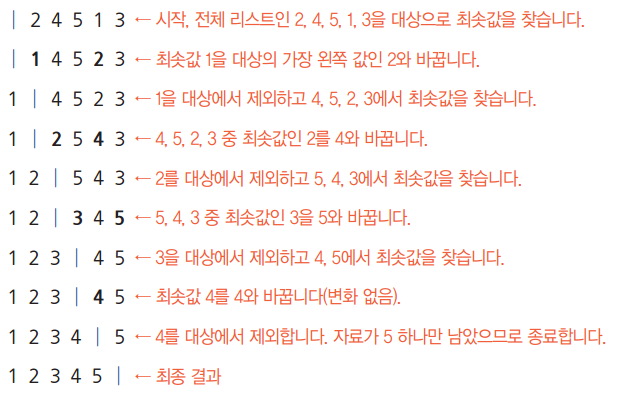 | 2 4 5 1 3 ← 시작, 전체 리스트인 2, 4, 5, 1, 3을 대상으로 최솟값을 찾습니다.
| 1 4 5 2 3 ← 최솟값 1을 대상의 가장 왼쪽 값인 2와 바꿉니다.
1 | 4 5 2 3 ← 1을 대상에서 제외하고 4, 5, 2, 3에서 최솟값을 찾습니다.
1 | 2 5 4 3 ← 4, 5, 2, 3 중 최솟값인 2를 4와 바꿉니다.
1 2 | 5 4 3 ← 2를 대상에서 제외하고 5, 4, 3에서 최솟값을 찾습니다.
1 2 | 3 4 5 ← 5, 4, 3 중 최솟값인 3을 5와 바꿉니다.
1 2 3 | 4 5 ← 3을 대상에서 제외하고 4, 5에서 최솟값을 찾습니다.
1 2 3 | 4 5 ← 최솟값 4를 4와 바꿉니다(변화 없음).
1 2 3 4 | 5 ← 4를 대상에서 제외합니다. 자료가 5 하나만 남았으므로 종료합니다.
1 2 3 4 5 | ← 최종 결과